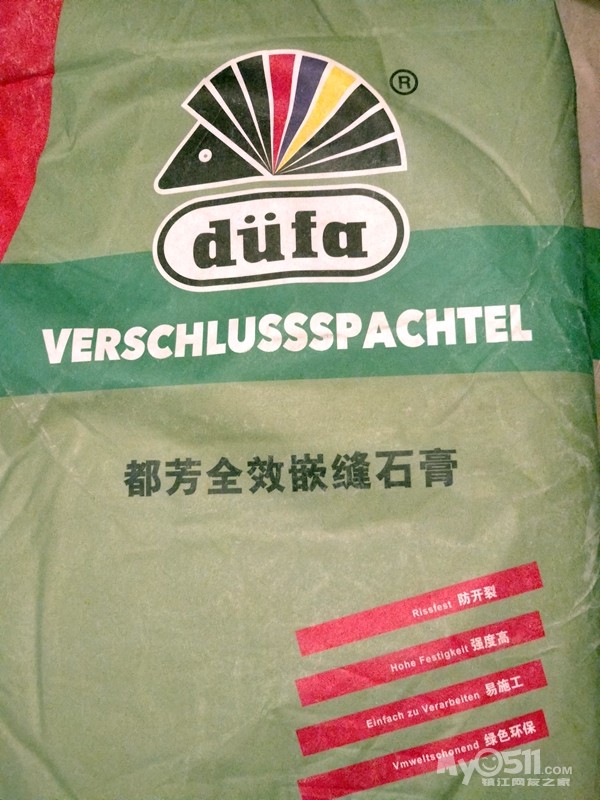 ®
düfa
VERSCHLUSSSPACHTEL
都芳全效嵌缝石膏
Rissfest 防开裂
Hohe Festigkeit 强度高
Einfach zu Verarbeiten 易施工
Vmweltschonend 绿色环保
My0511.COM
镇江网友之家